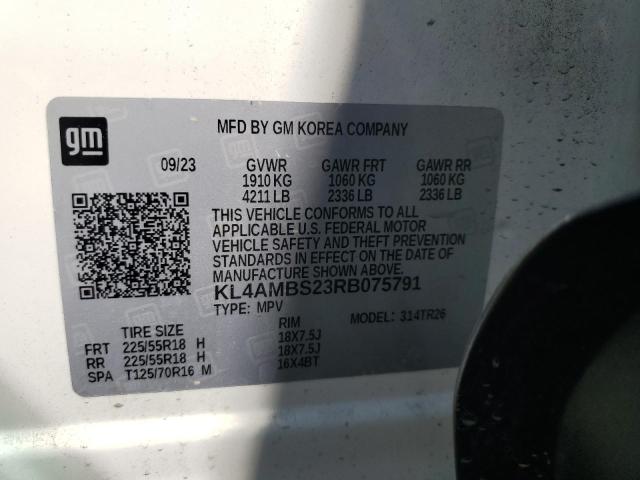 gm
MFD BY GM KOREA COMPANY
09/23 GVWR GAWR FRT GAWR RR
1910 KG 1060 KG 1060 KG
4211 LB 2336 LB 2336 LB
THIS VEHICLE CONFORMS TO ALL
APPLICABLE U.S. FEDERAL MOTOR
VEHICLE SAFETY AND THEFT PREVENTION
STANDARDS IN EFFECT ON THE DATE OF
MANUFACTURE SHOWN ABOVE.
KL4AMBS23RB075791
TYPE: MPV MODEL: 314TR26
TIRE SIZE RIM
FRT 225/55R18 H 18X7.5J
RR 225/55R18 H 18X7.5J
SPA T125/70R16 M 16X4BT